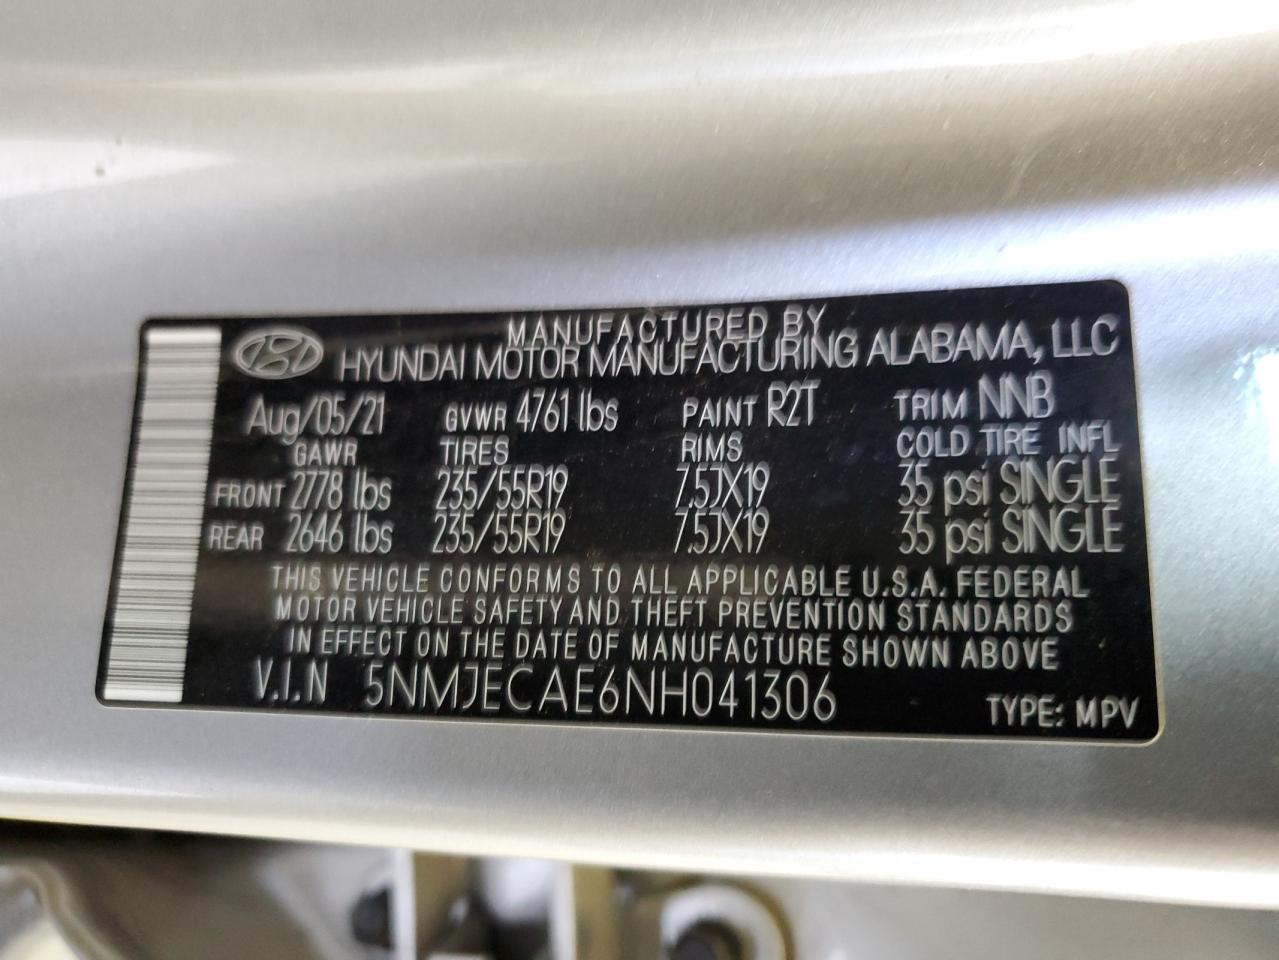 MANUFACTURED BY
HYUNDAI MOTOR MANUFACTURING ALABAMA, LLC
Aug/05/21 GVWR 4761 lbs PAINT R2T TRIM NNB
GAWR TIRES RIMS COLD TIRE INFL
FRONT 2778 lbs 235/55R19 7.5JX19 35 psi SINGLE
REAR 2646 lbs 235/55R19 7.5JX19 35 psi SINGLE
THIS VEHICLE CONFORMS TO ALL APPLICABLE U.S.A. FEDERAL
MOTOR VEHICLE SAFETY AND THEFT PREVENTION STANDARDS
IN EFFECT ON THE DATE OF MANUFACTURE SHOWN ABOVE
V.I.N 5NMJECAE6NH041306
TYPE: MPV